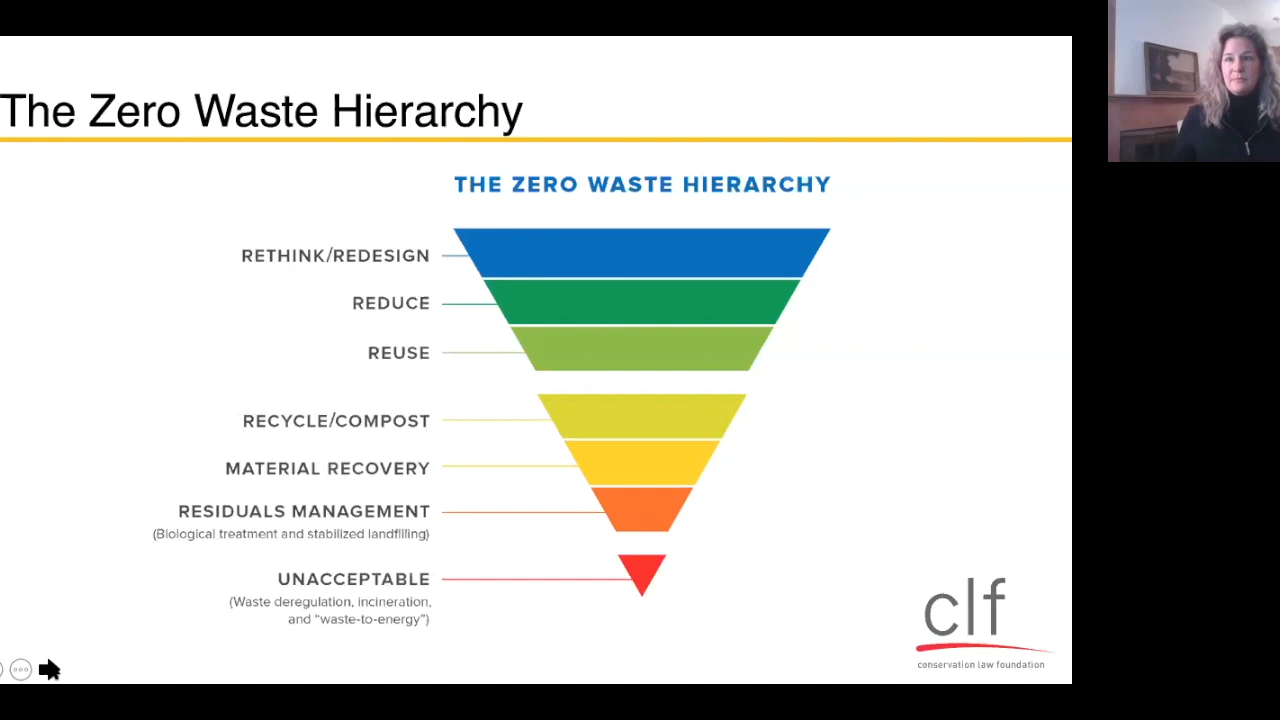 The Zero Waste Hierarchy
THE ZERO WASTE HIERARCHY
RETHINK/REDESIGN
REDUCE
REUSE
RECYCLE/COMPOST
MATERIAL RECOVERY
RESIDUALS MANAGEMENT
(Biological treatment and stabilized landfilling)
UNACCEPTABLE
(Waste deregulation, incineration,
and “waste-to-energy”)
clf
conservation law foundation